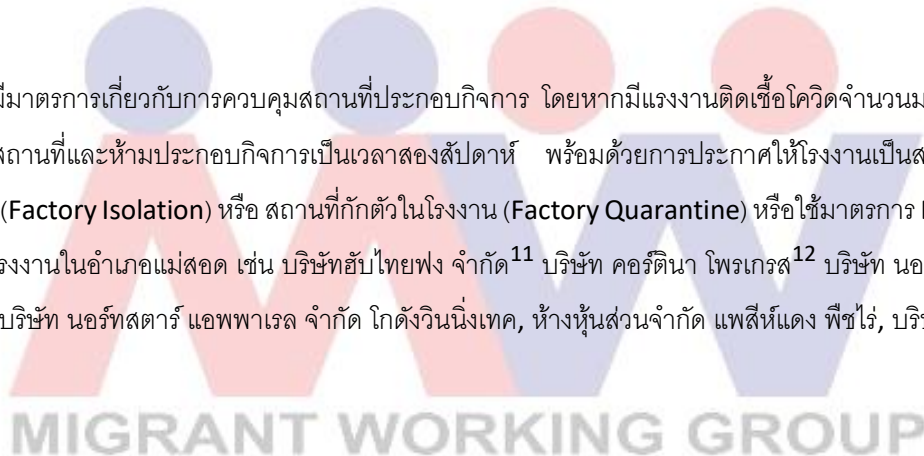 มีมาตรการเกี่ยวกับการควบคุมสถานที่ประกอบกิจการ โดยหากมีแรงงานติดเชื้อโควิดจำนวนม
สถานที่และห้ามประกอบกิจการเป็นเวลาสองสัปดาห์ พร้อมด้วยการประกาศให้โรงงานเป็นส
(Factory Isolation) หรือ สถานที่กักตัวในโรงงาน (Factory Quarantine) หรือใช้มาตรการ
รงงานในอำเภอแม่สอด เช่น บริษัทฮับไทยฟง จำกัด11 บริษัท คอร์ตินา โพรเกรส12 บริษัท นอ
บริษัท นอร์ทสตาร์ แอพพาเรล จำกัด โกดังวินนิ่งเทค, ห้างหุ้นส่วนจำกัด แพสีห์แดง พืชไร่, บริ
MIGRANT WORKING GROUP